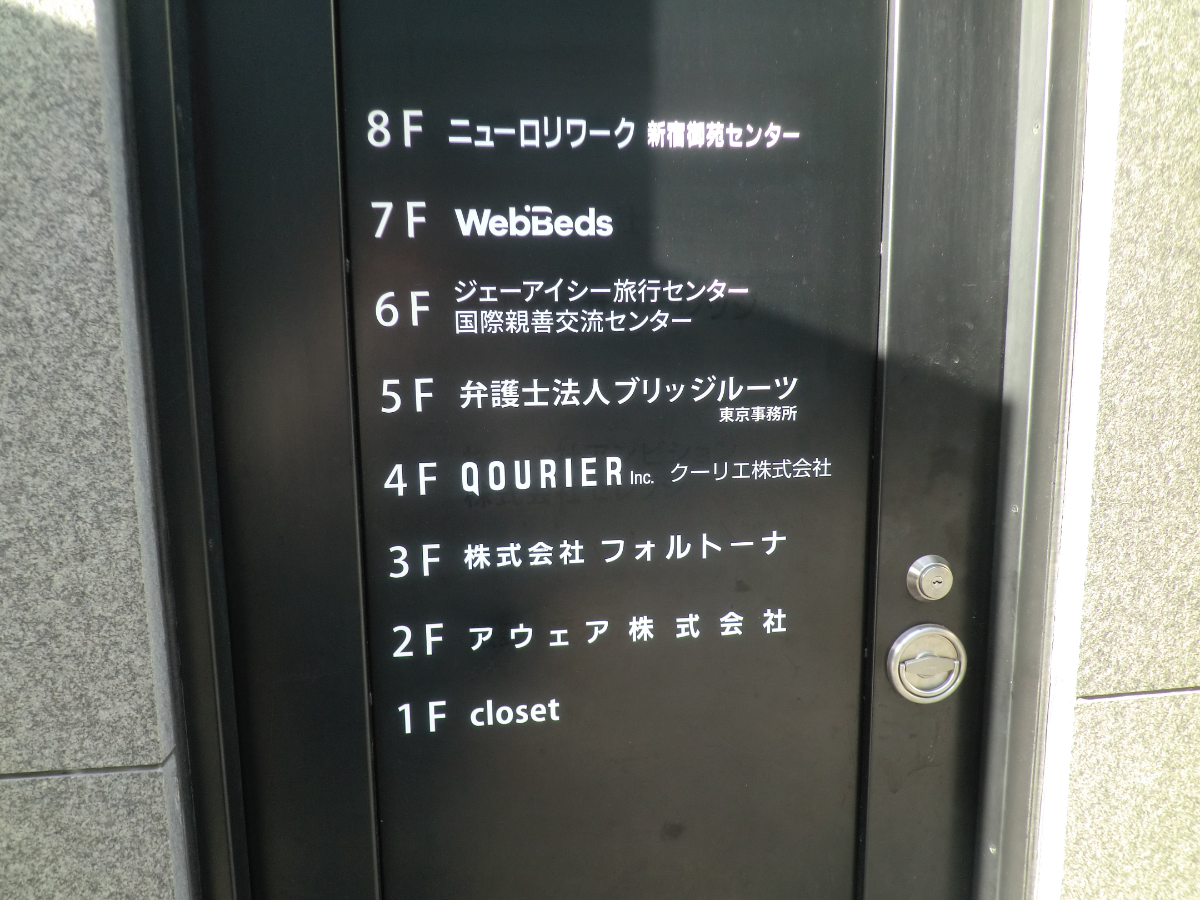 8F ニューロリワーク 新宿御苑センター
7F WebBeds
6F ジェーアイシー旅行センター
国際親善交流センター
5F 弁護士法人ブリッジルーツ
東京事務所
4F QOURIER Inc. クーリエ株式会社
3F 株式会社 フォルトーナ
2F アウェア株式会社
1F closet